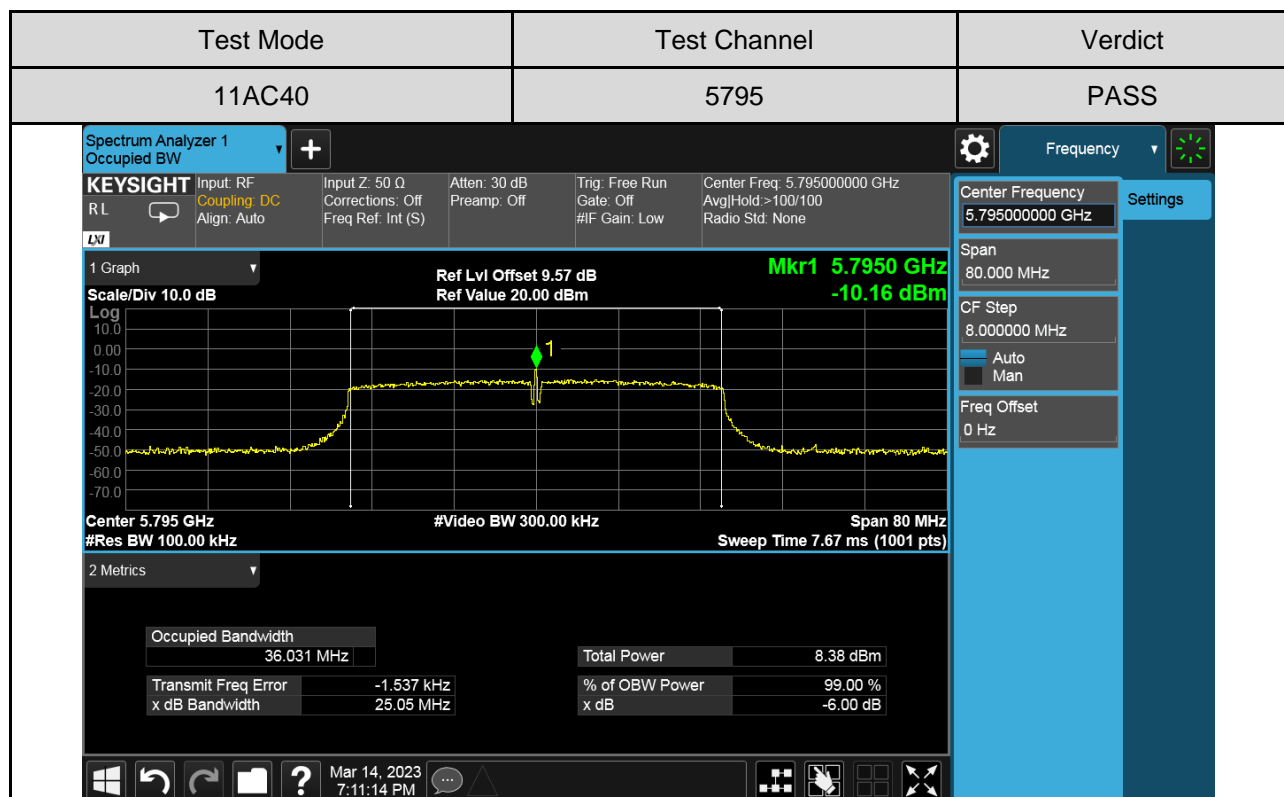 Test Mode Test Channel Verdict
11AC40 5795 PASS
Spectrum Analyzer 1
Occupied BW
+
Frequency
KEYSIGHT Input: RF Input Z: 50 Ω Atten: 30 dB Trig: Free Run Center Freq: 5.795000000 GHz
RL Coupling: DC Corrections: Off Preamp: Off Gate: Off Avg|Hold:>100/100
Align: Auto Freq Ref: Int (S) #IF Gain: Low Radio Std: None
LXI
Center Frequency
5.795000000 GHz
Settings
Span
80.000 MHz
CF Step
8.000000 MHz
Auto
Man
Freq Offset
0 Hz
1 Graph Ref Lvl Offset 9.57 dB Mkr1 5.7950 GHz
Scale/Div 10.0 dB Ref Value 20.00 dBm -10.16 dBm
Log
10.0
0.00
-10.0
-20.0
-30.0
-40.0
-50.0
-60.0
-70.0
1
Center 5.795 GHz #Video BW 300.00 kHz Span 80 MHz
#Res BW 100.00 kHz Sweep Time 7.67 ms (1001 pts)
2 Metrics
Occupied Bandwidth
36.031 MHz Total Power 8.38 dBm
Transmit Freq Error -1.537 kHz % of OBW Power 99.00 %
x dB Bandwidth 25.05 MHz x dB -6.00 dB
? Mar 14, 2023
7:11:14 PM